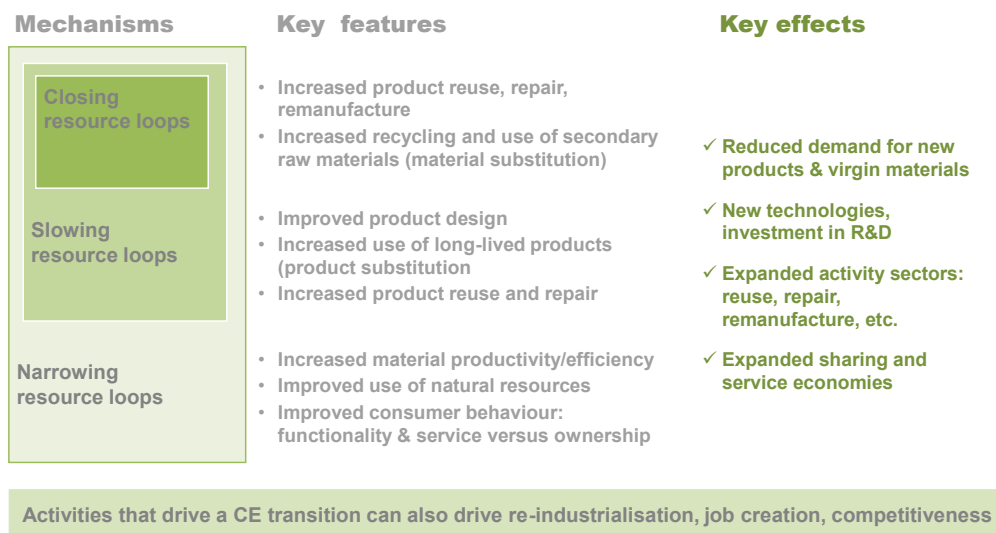 Mechanisms
Key features
Key effects
Closing
resource loops
• Increased product reuse, repair,
remanufacture
• Increased recycling and use of secondary
raw materials (material substitution)
Slowing
resource loops
• Improved product design
• Increased use of long-lived products
(product substitution
• Increased product reuse and repair
Narrowing
resource loops
• Increased material productivity/efficiency
• Improved use of natural resources
• Improved consumer behaviour:
functionality & service versus ownership
✓ Reduced demand for new
products & virgin materials
✓ New technologies,
investment in R&D
✓ Expanded activity sectors:
reuse, repair,
remanufacture, etc.
✓ Expanded sharing and
service economies
Activities that drive a CE transition can also drive re-industrialisation, job creation, competitiveness